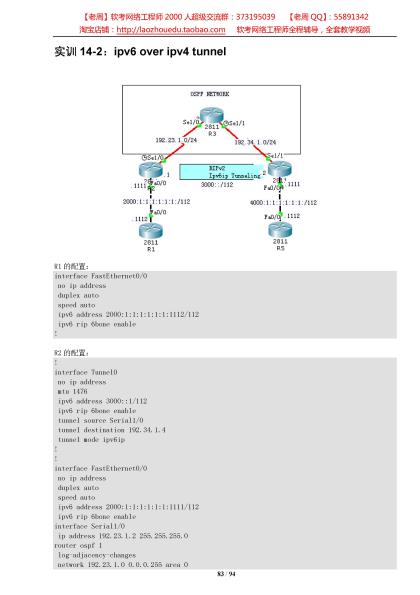 【老周】软考网络工程师 2000 人超级交流群：373195039 【老周 QQ】：55891342
淘宝店铺：http://laozhouedu.taobao.com 软考网络工程师全程辅导，全套教学视频
实训 14-2：ipv6 over ipv4 tunnel
OSPF NETWORK
Se1/0
Se1/1
2811
R3
192.23.1.0/24
192.34.1.0/24
Se1/0
Se1/1
.1
RIPv2
Ipv6ip Tunneling
.2
3000::/112
.1111
Fa0/0
Fa0/0
.1111
2000:1:1:1:1:1:1:/112
4000:1:1:1:1:1:1:/112
Fa0/0
.1112
Fa0/0
.1112
2811
R1
2811
R5
R1 的配置：
interface FastEthernet0/0
no ip address
duplex auto
speed auto
ipv6 address 2000:1:1:1:1:1:1:1112/112
ipv6 rip 6bone enable
!
R2 的配置：
!
interface Tunnel0
no ip address
mtu 1476
ipv6 address 3000::1/112
ipv6 rip 6bone enable
tunnel source Serial1/0
tunnel destination 192.34.1.4
tunnel mode ipv6ip
!
!
interface FastEthernet0/0
no ip address
duplex auto
speed auto
ipv6 address 2000:1:1:1:1:1:1:1111/112
ipv6 rip 6bone enable
interface Serial1/0
ip address 192.23.1.2 255.255.255.0
router ospf 1
log-adjacency-changes
network 192.23.1.0 0.0.0.255 area 0
83 / 94